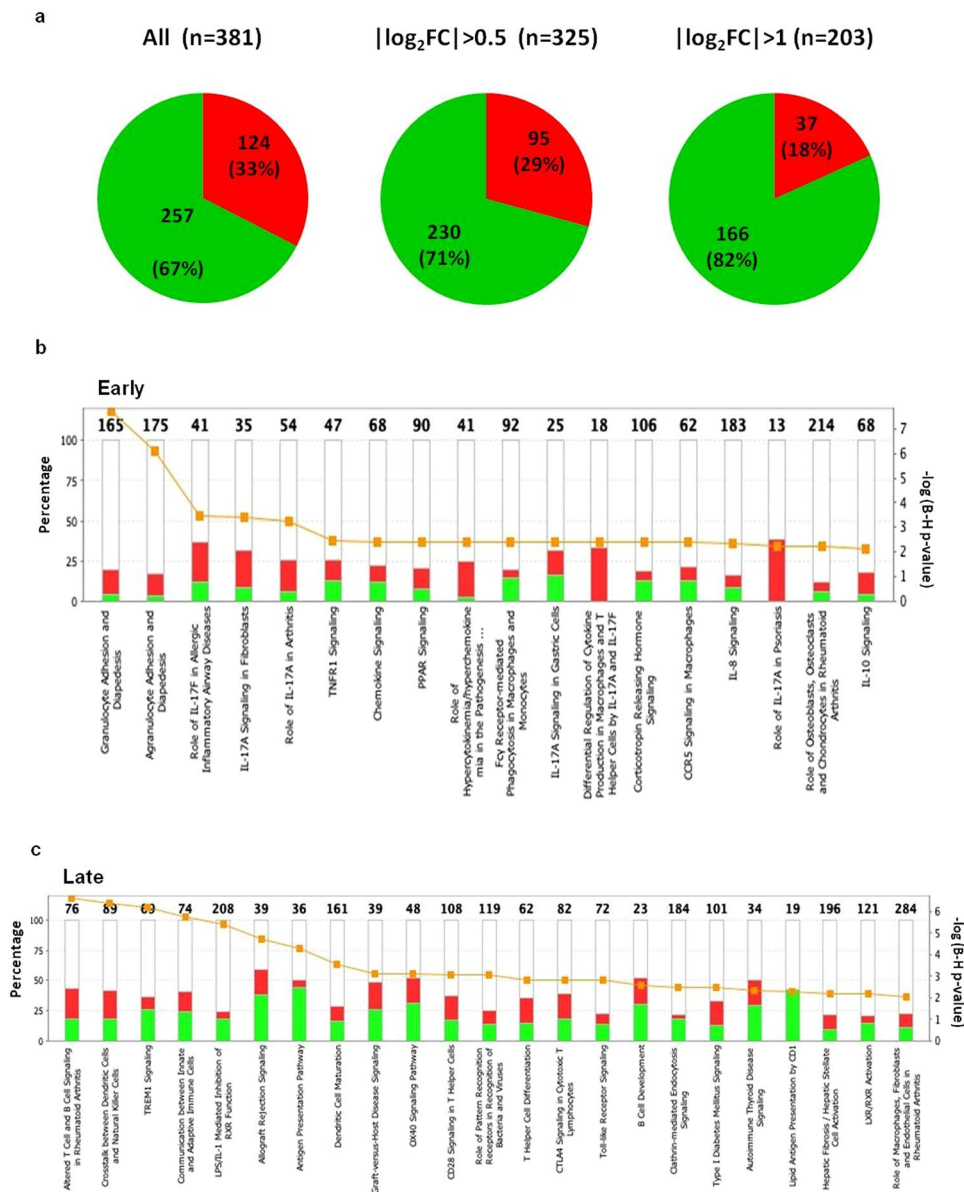 a
All (n=381)
|log2FC|>0.5 (n=325)
|log2FC|>1 (n=203)
124
(33%)
257
(67%)
95
(29%)
230
(71%)
37
(18%)
166
(82%)
b
Early
165 175 41 35 54 47 68 90 41 92 25 18 106 62 183 13 214 68
Percentage
100
75
50
25
0
7
6
5
4
3
2
1
0
-log (B-H p-value)
Granulocyte Adhesion and
Diapedesis
Agranulocyte Adhesion and
Diapedesis
Role of IL-17F in Allergic
Inflammatory Airway Diseases
IL-17A Signaling in Fibroblasts
Role of IL-17A in Arthritis
TNFR1 Signaling
Chemokine Signaling
PPAR Signaling
Role of
Hypercytokinemia/hyperchemokine
mia in the Pathogenesis ...
Fcγ Receptor-mediated
Phagocytosis in Macrophages and
Monocytes
IL-17A Signaling in Gastric Cells
Differential Regulation of Cytokine
Production in Macrophages and T
Helper Cells by IL-17A and IL-17F
Corticotropin Releasing Hormone
Signaling
CCR5 Signaling in Macrophages
IL-8 Signaling
Role of IL-17A in Psoriasis
Role of Osteoblasts, Osteoclasts
and Chondrocytes in Rheumatoid
Arthritis
IL-10 Signaling
c
Late
76 89 69 74 208 39 36 161 39 48 108 119 62 82 72 23 184 101 34 19 196 121 284
Percentage
100
75
50
25
0
6
5
4
3
2
1
0
-log (B-H p-value)
Altered T Cell and B Cell Signaling
in Rheumatoid Arthritis
Crosstalk between Dendritic Cells
and Natural Killer Cells
TREM1 Signaling
Communication between Innate
and Adaptive Immune Cells
LPS/IL-1 Mediated Inhibition of
RXR Function
Allograft Rejection Signaling
Antigen Presentation Pathway
Dendritic Cell Maturation
Graft-versus-Host Disease Signaling
OX40 Signaling Pathway
CD28 Signaling in T Helper Cells
Role of Pattern Recognition
Receptors in Recognition of
Bacteria and Viruses
T Helper Cell Differentiation
CTLA4 Signaling in Cytotoxic T
Lymphocytes
Toll-like Receptor Signaling
B Cell Development
Clathrin-mediated Endocytosis
Signaling
Type I Diabetes Mellitus Signaling
Autoimmune Thyroid Disease
Signaling
Lipid Antigen Presentation by CD1
Hepatic Fibrosis / Hepatic Stellate
Cell Activation
LXR/RXR Activation
Role of Macrophages, Fibroblasts
and Endothelial Cells in
Rheumatoid Arthritis